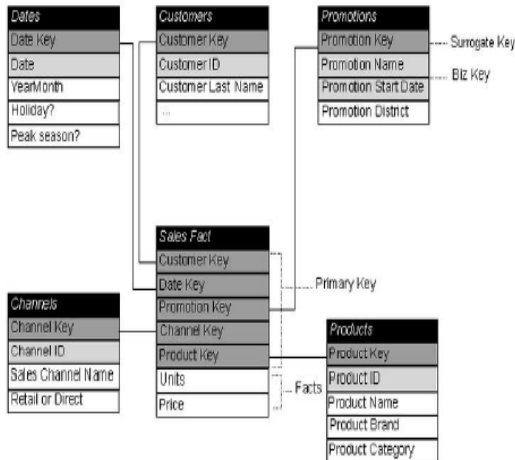 Dates
Date Key
Date
YearMonth
Holiday?
Peak season?
Customers
Customer Key
Customer ID
Customer Last Name
...
Promotions
Promotion Key
Promotion Name
Promotion Start Date
Promotion District
Surrogate Key
Biz Key
Sales Fact
Customer Key
Date Key
Promotion Key
Channel Key
Product Key
Units
Price
Primary Key
Facts
Channels
Channel Key
Channel ID
Sales Channel Name
Retail or Direct
Products
Product Key
Product ID
Product Name
Product Brand
Product Category